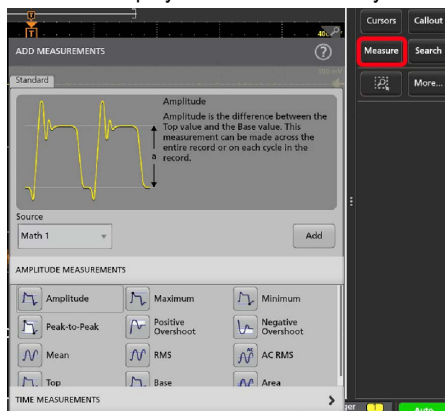 T
T
ADD MEASUREMENTS
?
Standard
Amplitude
Amplitude is the difference between the
Top value and the Base value. This
measurement can be made across the
entire record or on each cycle in the
record.
a
Source
Math 1
Add
AMPLITUDE MEASUREMENTS
Amplitude
Maximum
Minimum
Peak-to-Peak
Positive
Overshoot
Negative
Overshoot
Mean
RMS
AC RMS
Top
Base
Area
TIME MEASUREMENTS
Cursors
Callout
Measure
Search
More...
1
Auto